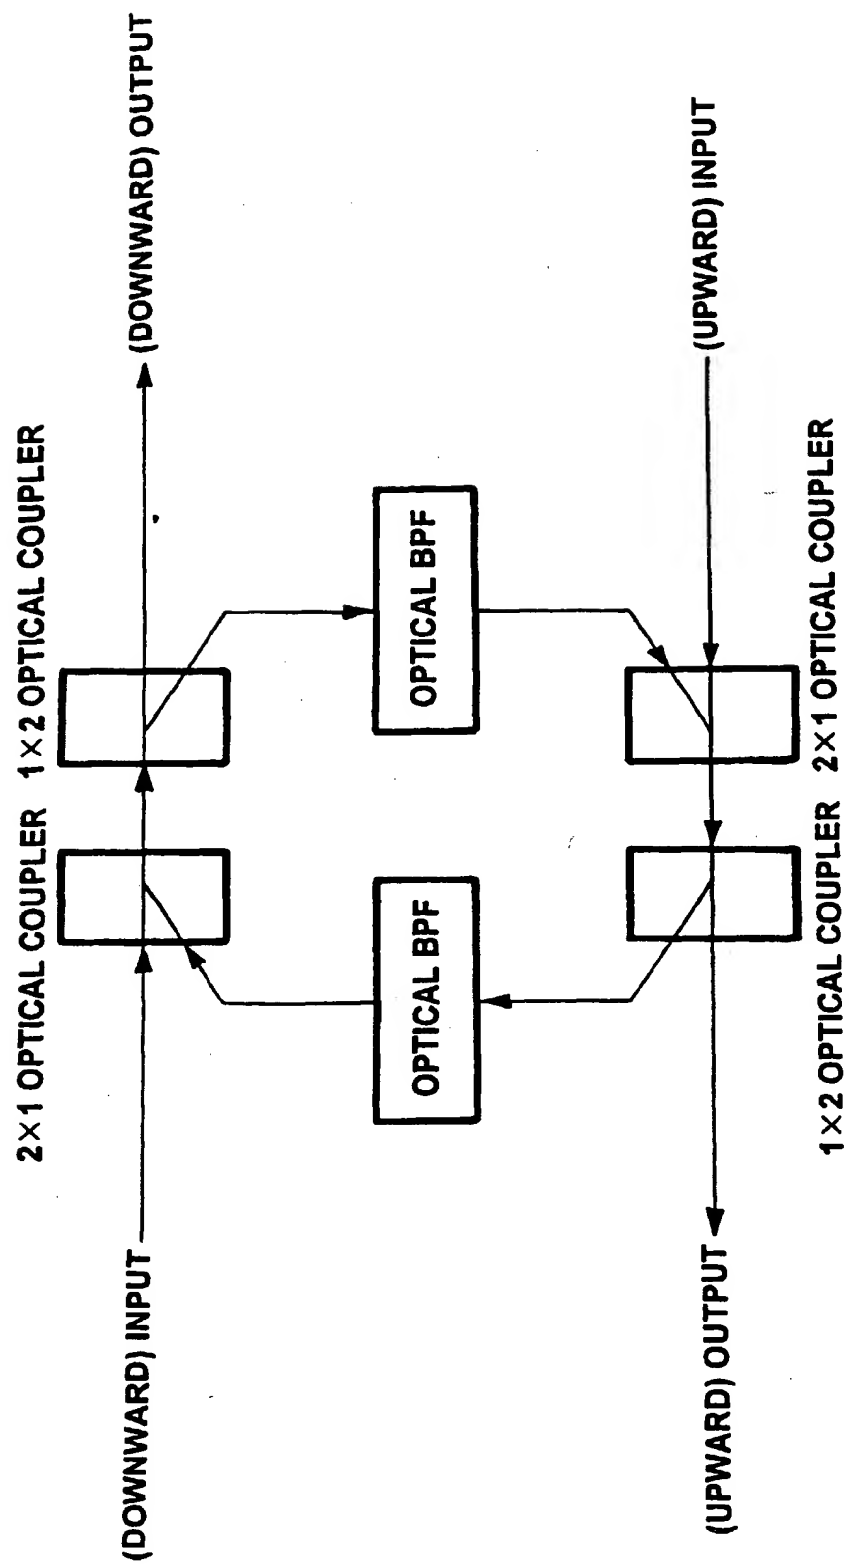 2×1 OPTICAL COUPLER
1×2 OPTICAL COUPLER
(DOWNWARD) INPUT
(DOWNWARD) OUTPUT
OPTICAL BPF
OPTICAL BPF
(UPWARD) OUTPUT
(UPWARD) INPUT
1×2 OPTICAL COUPLER
2×1 OPTICAL COUPLER